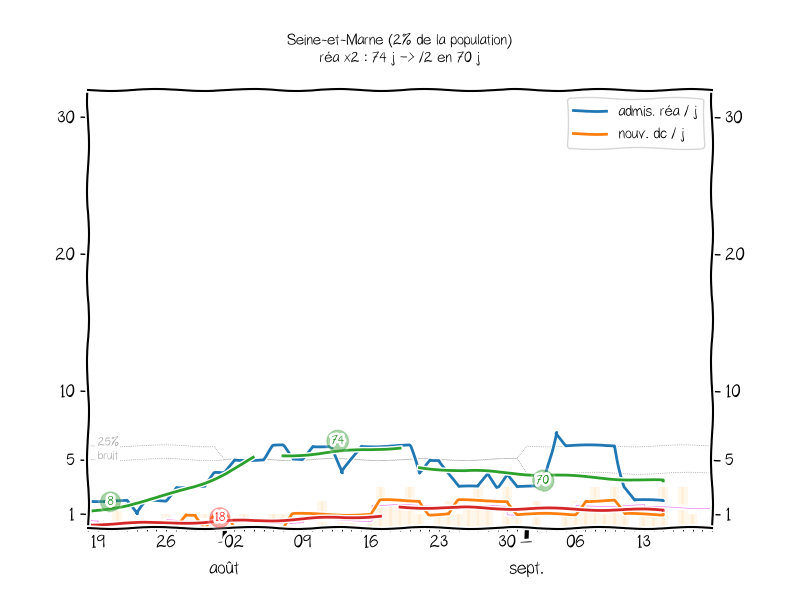 Seine-et-Marne (2% de la population)
réa x2 : 74 j -> /2 en 70 j
admis. réa / j
nouv. dc / j
30
30
20
20
10
10
25%
bruit
74
5
5
70
8
18
1
1
19 26 02 09 16 23 30 06 13
août sept.